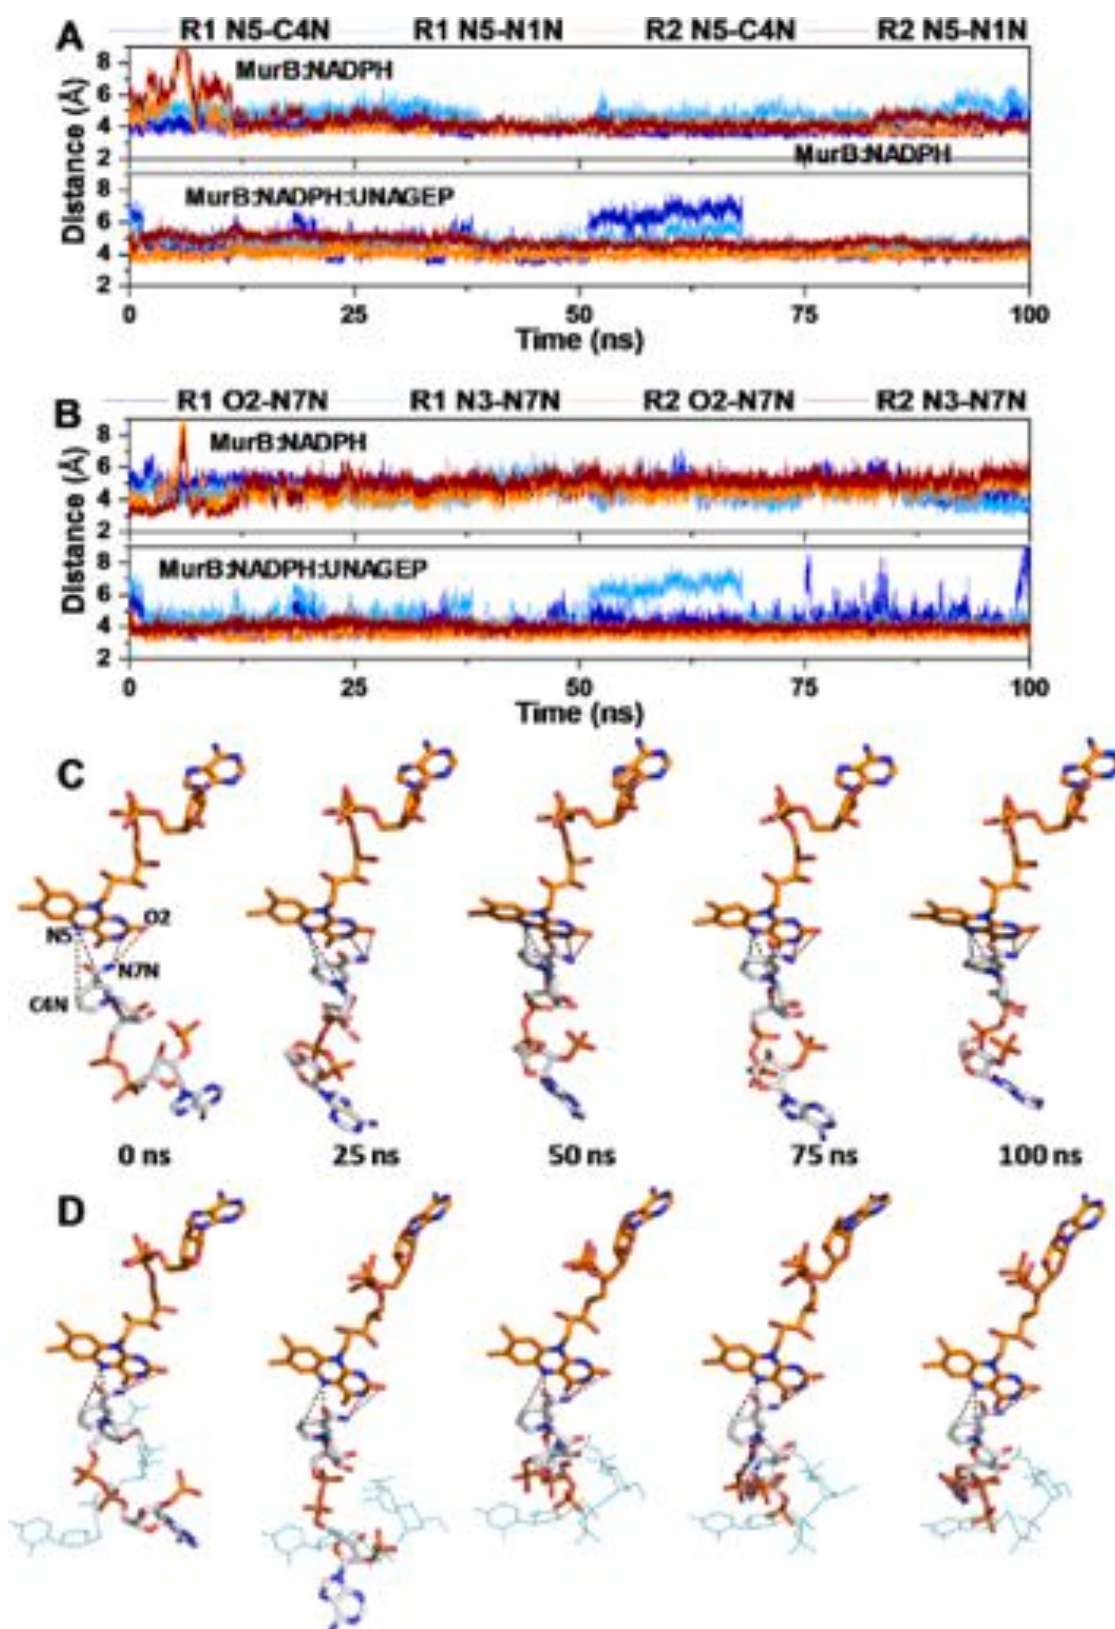 A
R1 N5-C4N R1 N5-N1N R2 N5-C4N R2 N5-N1N
8
6
4
2
MurB:NADPH
MurB:NADPH
Distance (Å)
8
6
4
2
MurB:NADPH:UNAGEP
0 25 50 75 100
Time (ns)
B
R1 O2-N7N R1 N3-N7N R2 O2-N7N R2 N3-N7N
8
6
4
2
MurB:NADPH
Distance (Å)
8
6
4
2
MurB:NADPH:UNAGEP
0 25 50 75 100
Time (ns)
C
N5 O2
N7N
C4N
0 ns 25 ns 50 ns 75 ns 100 ns
D